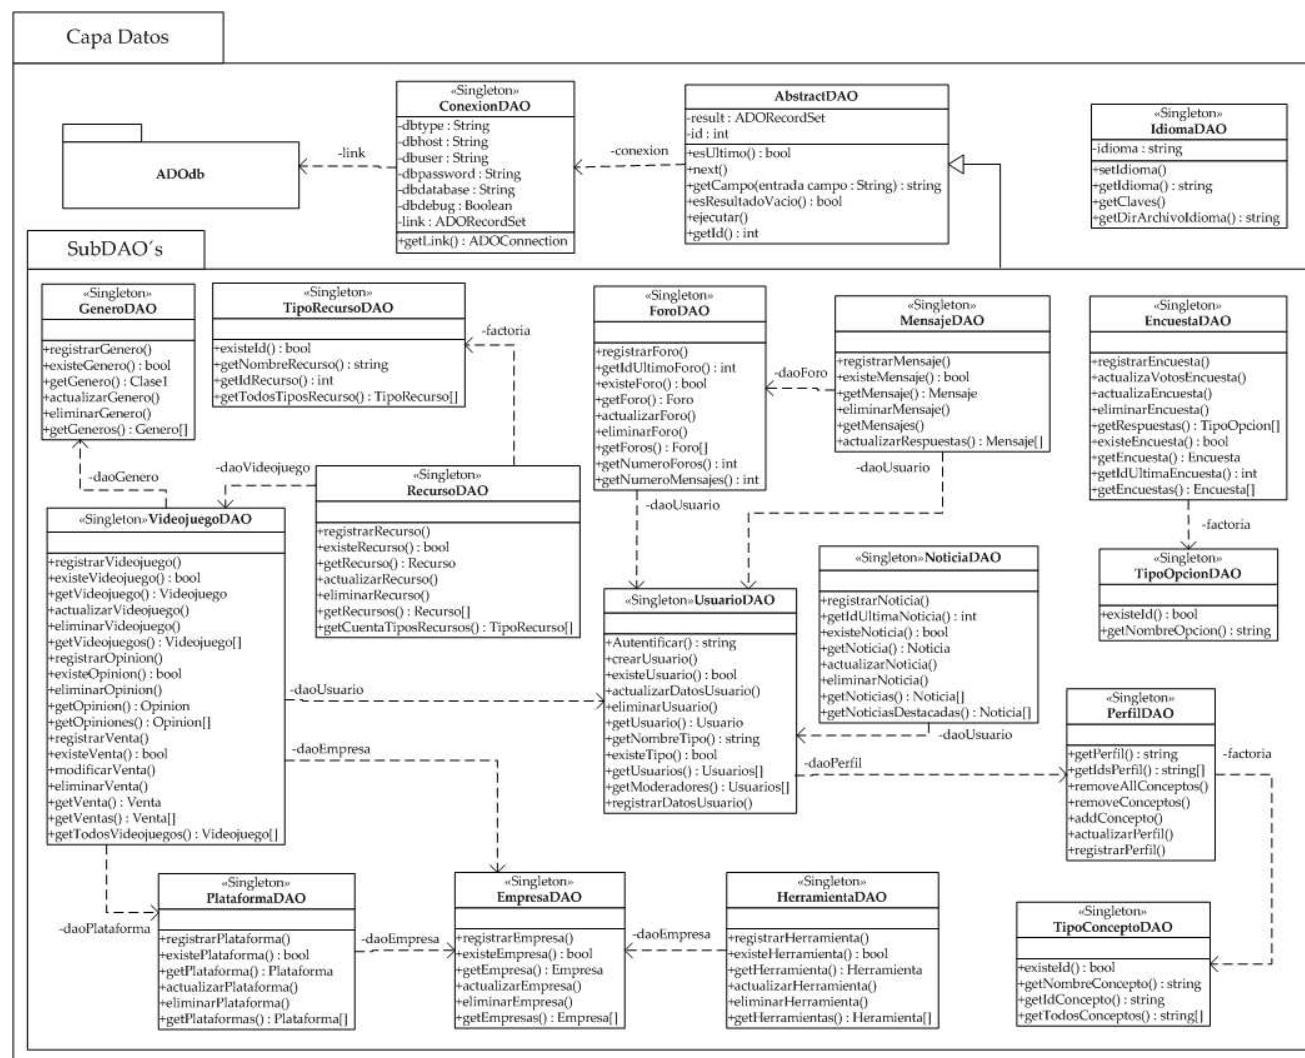 Capa Datos
«Singleton»
ConexionDAO
-dbtype : String
-dbhost : String
-dbuser : String
-dbpassword : String
-dbdatabase : String
-dbdebug : Boolean
-link : ADORecordSet
+getLink() : ADOConnection
AbstractDAO
-result : ADORecordSet
-id : int
+esUltimo() : bool
+next()
+getCampo(entrada campo : String) : string
+esResultadoVacio() : bool
+ejecutar()
+getId() : int
«Singleton»
IdiomaDAO
-idioma : string
+setIdioma()
+getIdioma() : string
+getClaves()
+getDirArchivoIdioma() : string
ADOdb
-link
-conexion
SubDAO´s
«Singleton»
GeneroDAO
+registrarGenero()
+existeGenero() : bool
+getGenero() : Clase1
+actualizarGenero()
+eliminarGenero()
+getGeneros() : Genero[]
«Singleton»
TipoRecursoDAO
+existeId() : bool
+getNombreRecurso() : string
+getIdRecurso() : int
+getTodosTiposRecurso() : TipoRecurso[]
-factoria
«Singleton»
ForoDAO
+registrarForo()
+getIdUltimoForo() : int
+existeForo() : bool
+getForo() : Foro
+actualizarForo()
+eliminarForo()
+getForos() : Foro[]
+getNumeroForos() : int
+getNumeroMensajes() : int
-daoForo
«Singleton»
MensajeDAO
+registrarMensaje()
+existeMensaje() : bool
+getMensaje() : Mensaje
+eliminarMensaje()
+getMensajes()
+actualizarRespuestas() : Mensaje[]
-daoUsuario
«Singleton»
EncuestaDAO
+registrarEncuesta()
+actualizaVotosEncuesta()
+actualizaEncuesta()
+eliminarEncuesta()
+getRespuestas() : TipoOpcion[]
+existeEncuesta() : bool
+getEncuesta() : Encuesta
+getIdUltimaEncuesta() : int
+getEncuestas() : Encuesta[]
-factoria
-daoGenero
-daoVideojuego
«Singleton»
RecursoDAO
+registrarRecurso()
+existeRecurso() : bool
+getRecurso() : Recurso
+actualizarRecurso()
+eliminarRecurso()
+getRecursos() : Recurso[]
+getCuentaTiposRecursos() : TipoRecurso[]
-daoUsuario
«Singleton»VideojuegoDAO
+registrarVideojuego()
+existeVideojuego() : bool
+getVideojuego() : Videojuego
+actualizarVideojuego()
+eliminarVideojuego()
+getVideojuegos() : Videojuego[]
+registrarOpinion()
+existeOpinion() : bool
+eliminarOpinion()
+getOpinion() : Opinion
+getOpiniones() : Opinion[]
+registrarVenta()
+existeVenta() : bool
+modificarVenta()
+eliminarVenta()
+getVenta() : Venta
+getVentas() : Venta[]
+getTodosVideojuegos() : Videojuego[]
-daoUsuario
-daoEmpresa
«Singleton»UsuarioDAO
+Autentificar() : string
+crearUsuario()
+existeUsuario() : bool
+actualizarDatosUsuario()
+eliminarUsuario()
+getUsuario() : Usuario
+getNombreTipo() : string
+existeTipo() : bool
+getUsuarios() : Usuarios[]
+getModeradores() : Usuarios[]
+registrarDatosUsuario()
«Singleton»NoticiaDAO
+registrarNoticia()
+getIdUltimaNoticia() : int
+existeNoticia() : bool
+getNoticia() : Noticia
+actualizarNoticia()
+eliminarNoticia()
+getNoticias() : Noticia[]
+getNoticiasDestacadas() : Noticia[]
-daoUsuario
-daoPerfil
«Singleton»
TipoOpcionDAO
+existeId() : bool
+getNombreOpcion() : string
«Singleton»
PerfilDAO
+getPerfil() : string
+getIdsPerfil() : string[]
+removeAllConceptos()
+removeConceptos()
+addConcepto()
+actualizarPerfil()
+registrarPerfil()
-factoria
-daoPlataforma
«Singleton»
PlataformaDAO
+registrarPlataforma()
+existePlataforma() : bool
+getPlataforma() : Plataforma
+actualizarPlataforma()
+eliminarPlataforma()
+getPlataformas() : Plataforma[]
-daoEmpresa
«Singleton»
EmpresaDAO
+registrarEmpresa()
+existeEmpresa() : bool
+getEmpresa() : Empresa
+actualizarEmpresa()
+eliminarEmpresa()
+getEmpresas() : Empresa[]
-daoEmpresa
«Singleton»
HerramientaDAO
+registrarHerramienta()
+existeHerramienta() : bool
+getHerramienta() : Herramienta
+actualizarHerramienta()
+eliminarHerramienta()
+getHerramientas() : Heramienta[]
«Singleton»
TipoConceptoDAO
+existeId() : bool
+getNombreConcepto() : string
+getIdConcepto() : string
+getTodosConceptos() : string[]